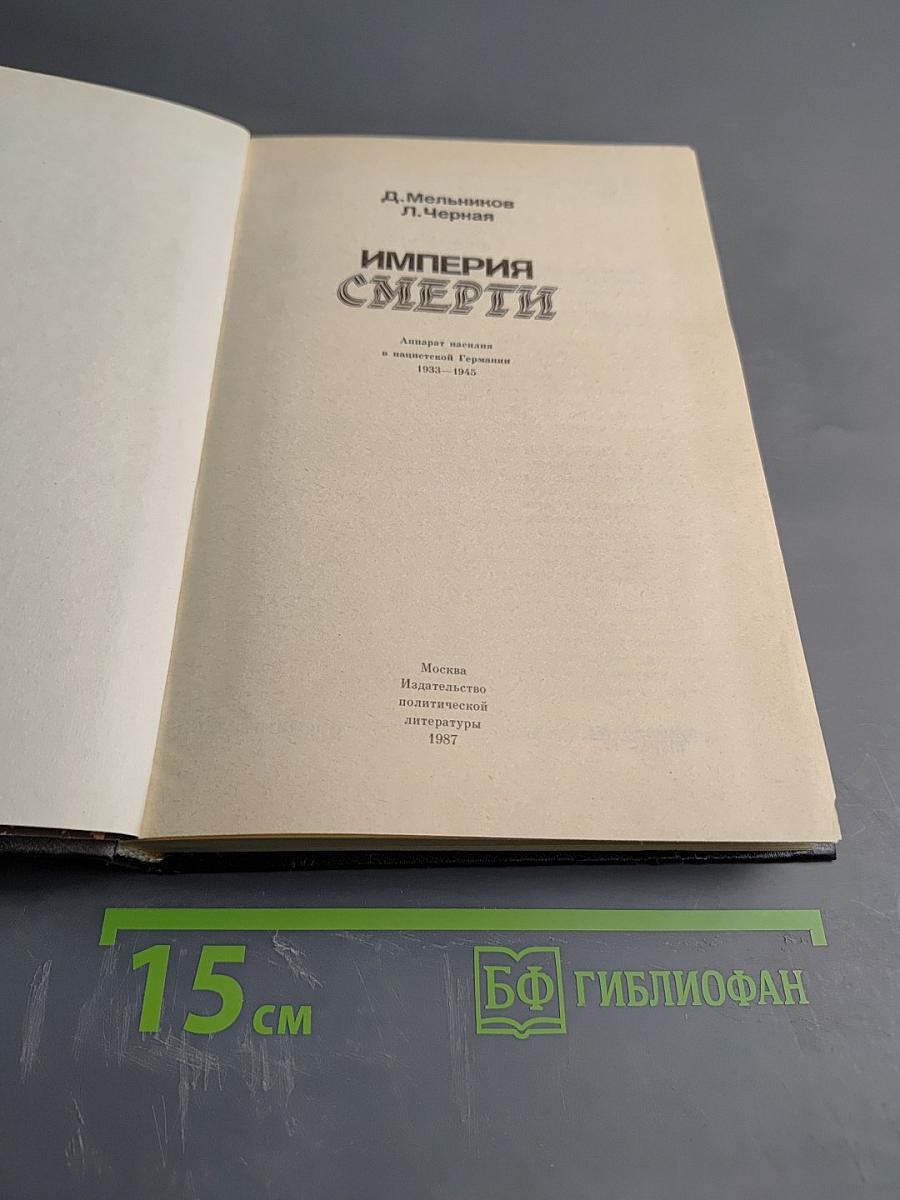 Д. Мельников
Л. Черная
ИМПЕРИЯ
СМЕРТИ
Аппарат насилия
в нацистской Германии
1933—1945
Москва
Издательство
политической
литературы
1987
15 см
БФ ГИБЛИОФАН